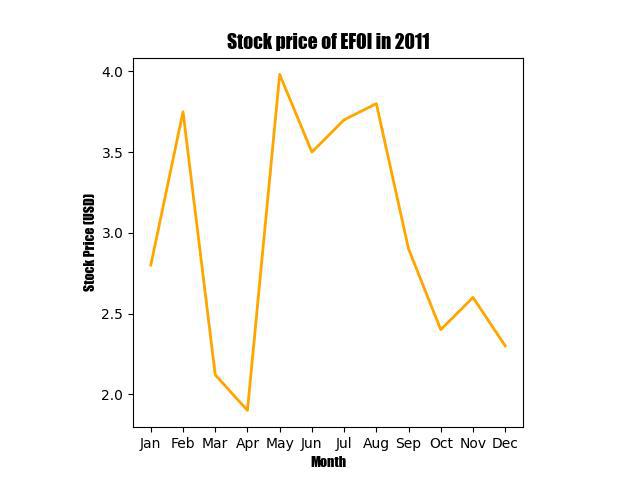 Stock price of EFOI in 2011
4.0
3.5
3.0
2.5
2.0
Stock Price (USD)
Jan Feb Mar Apr May Jun Jul Aug Sep Oct Nov Dec
Month